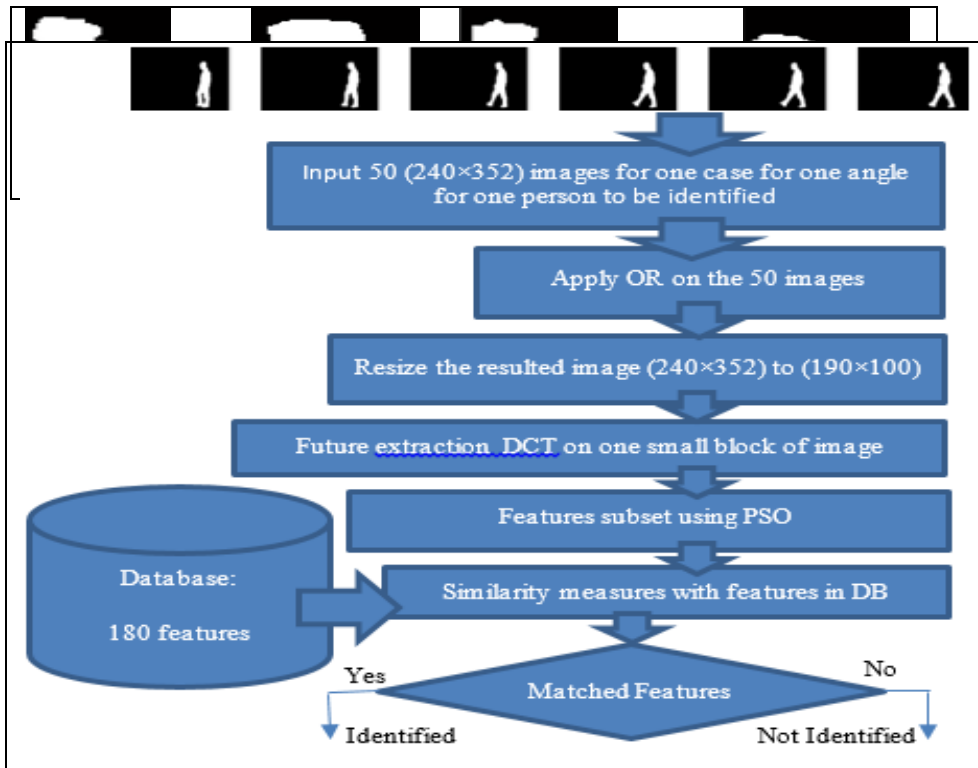 Input 50 (240×352) images for one case for one angle
for one person to be identified
Apply OR on the 50 images
Resize the resulted image (240×352) to (190×100)
Future extraction DCT on one small block of image
Features subset using PSO
Database:
180 features
Similarity measures with features in DB
Yes
No
Matched Features
Identified
Not Identified